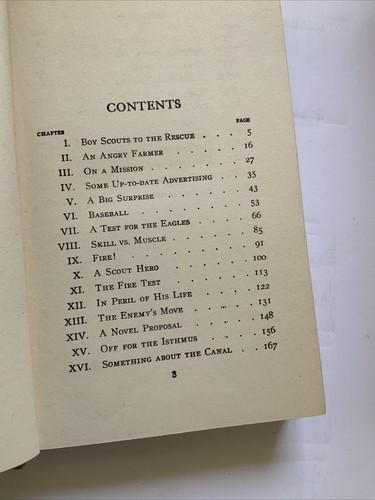 CONTENTS
CHAPTER PAGE
I. Boy Scouts to the Rescue . . . 5
II. An Angry Farmer . . . . . 16
III. On a Mission . . . . . 27
IV. Some Up-to-date Advertising . . 35
V. A Big Surprise . . . . . 43
VI. Baseball . . . . . . 53
VII. A Test for the Eagles . . . 66
VIII. Skill vs. Muscle . . . . 85
IX. Fire! . . . . . . 91
X. A Scout Hero . . . . . 100
XI. The Fire Test . . . . . 113
XII. In Peril of His Life . . . . 122
XIII. The Enemy's Move . . . . 131
XIV. A Novel Proposal . . . . 148
XV. Off for the Isthmus . . . . 156
XVI. Something about the Canal . . 167
3